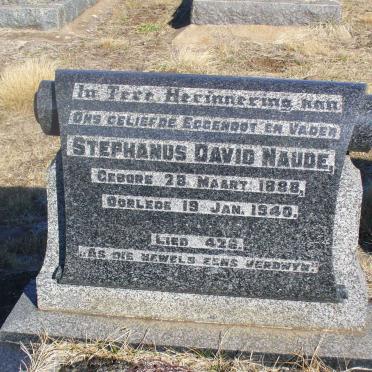 In Teer Herinnering aan
Ons geliefde Eggenoot en Vader
Stephanus David Naude,
Gebore 28 Maart 1888,
Oorlede 19 Jan. 1940.
Lied 426.
"As die newels eens verdwyn."